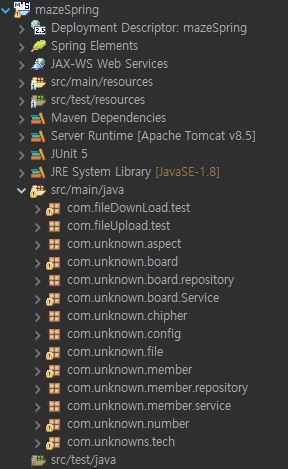 mazeSpring
Deployment Descriptor: mazeSpring
Spring Elements
JAX-WS Web Services
src/main/resources
src/test/resources
Maven Dependencies
Server Runtime [Apache Tomcat v8.5]
JUnit 5
JRE System Library [JavaSE-1.8]
src/main/java
com.fileDownLoad.test
com.fileUpload.test
com.unknown.aspect
com.unknown.board
com.unknown.board.repository
com.unknown.board.Service
com.unknown.chipher
com.unknown.config
com.unknown.file
com.unknown.member
com.unknown.member.repository
com.unknown.member.service
com.unknown.number
com.unknowns.tech
src/test/java